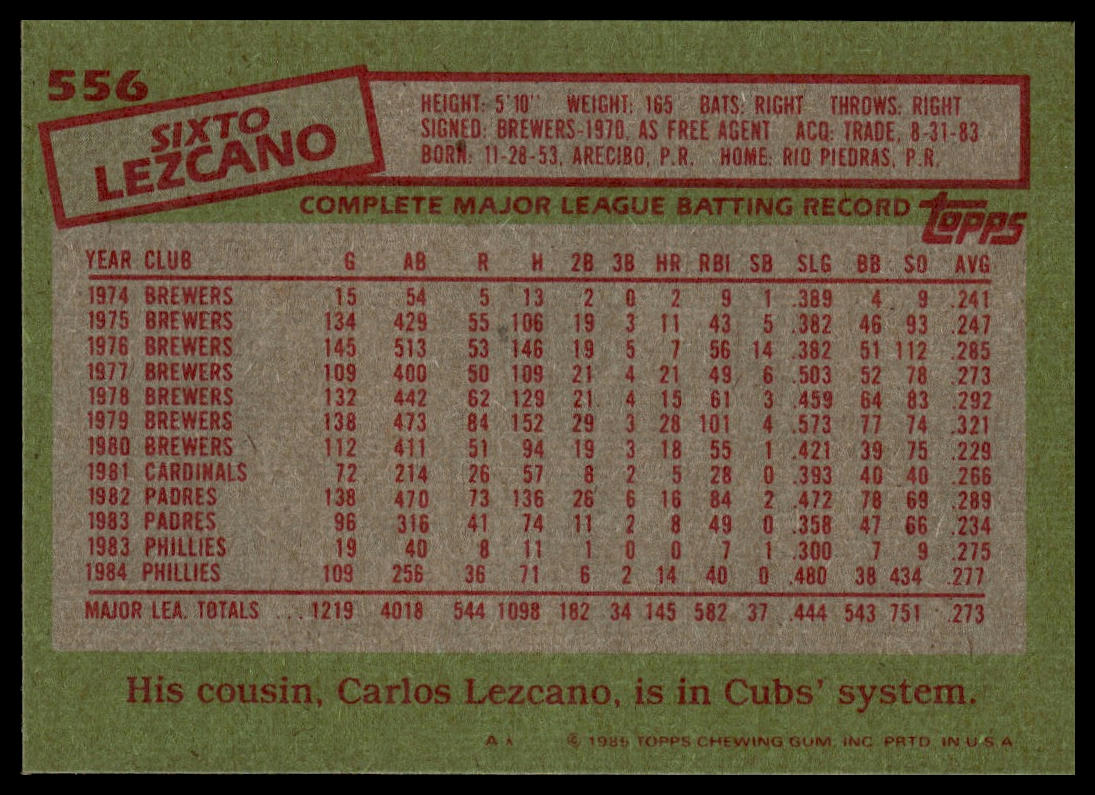 556
SIXTO
LEZCANO
HEIGHT: 5'10" WEIGHT: 165 BATS: RIGHT THROWS: RIGHT
SIGNED: BREWERS-1970, AS FREE AGENT ACQ: TRADE, 8-31-83
BORN: 11-28-53, ARECIBO, P.R. HOME: RIO PIEDRAS, P.R.
COMPLETE MAJOR LEAGUE BATTING RECORD topps
YEAR CLUB G AB R H 2B 3B HR RBI SB SLG BB SO AVG
1974 BREWERS 15 54 5 13 2 0 2 9 1 .389 4 9 .241
1975 BREWERS 134 429 55 106 19 3 11 43 5 .382 46 93 .247
1976 BREWERS 145 513 53 146 19 5 7 56 14 .382 51 112 .285
1977 BREWERS 109 400 50 109 21 4 21 49 6 .503 52 78 .273
1978 BREWERS 132 442 62 129 21 4 15 61 3 .459 64 83 .292
1979 BREWERS 138 473 84 152 29 3 28 101 4 .573 77 74 .321
1980 BREWERS 112 411 51 94 19 3 18 55 1 .421 39 75 .229
1981 CARDINALS 72 214 26 57 8 2 5 28 0 .393 40 40 .266
1982 PADRES 138 470 73 136 26 6 16 84 2 .472 78 69 .289
1983 PADRES 96 316 41 74 11 2 8 49 0 .358 47 66 .234
1983 PHILLIES 19 40 8 11 1 0 0 7 1 .300 7 9 .275
1984 PHILLIES 109 256 36 71 6 2 14 40 0 .480 38 434 .277
MAJOR LEA. TOTALS ... 1219 4018 544 1098 182 34 145 582 37 .444 543 751 .273
His cousin, Carlos Lezcano, is in Cubs' system.
A * © 1985 TOPPS CHEWING GUM, INC. PRTD. IN U.S.A.